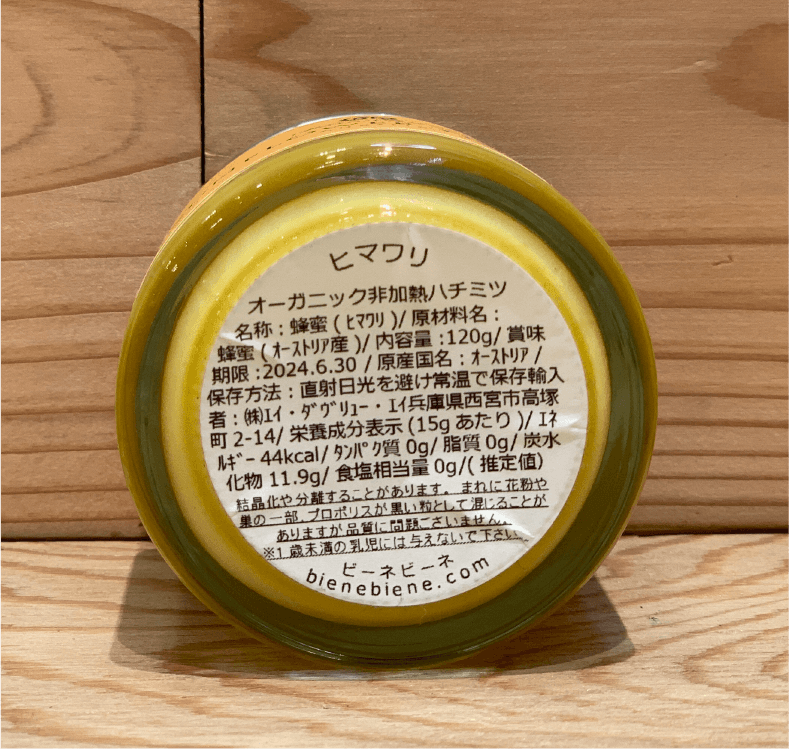 ヒマワリ
オーガニック非加熱ハチミツ
名称：蜂蜜 ( ﾋﾏﾜﾘ )/ 原材料名：
蜂蜜 ( ｵｰｽﾄﾘｱ産 )/ 内容量 :120g/ 賞味
期限 :2024.6.30 / 原産国名：ｵｰｽﾄﾘｱ /
保存方法：直射日光を避け常温で保存輸入
者：㈱ｴｲ・ﾀﾞヴﾘｭｰ・ｴｲ兵庫県西宮市高塚
町 2-14/ 栄養成分表示 (15g あたり )/ ｴﾈ
ﾙｷﾞｰ 44kcal/ ﾀﾝﾊﾟｸ質 0g/ 脂質 0g/ 炭水
化物 11.9g/ 食塩相当量 0g/( 推定値)
結晶化や分離することがあります。まれに花粉や
巣の一部、プロポリスが黒い粒として混じることが
ありますが品質に問題ございません。
※1 歳未満の乳児には与えないで下さい
ビーネビーネ
bienebiene.com